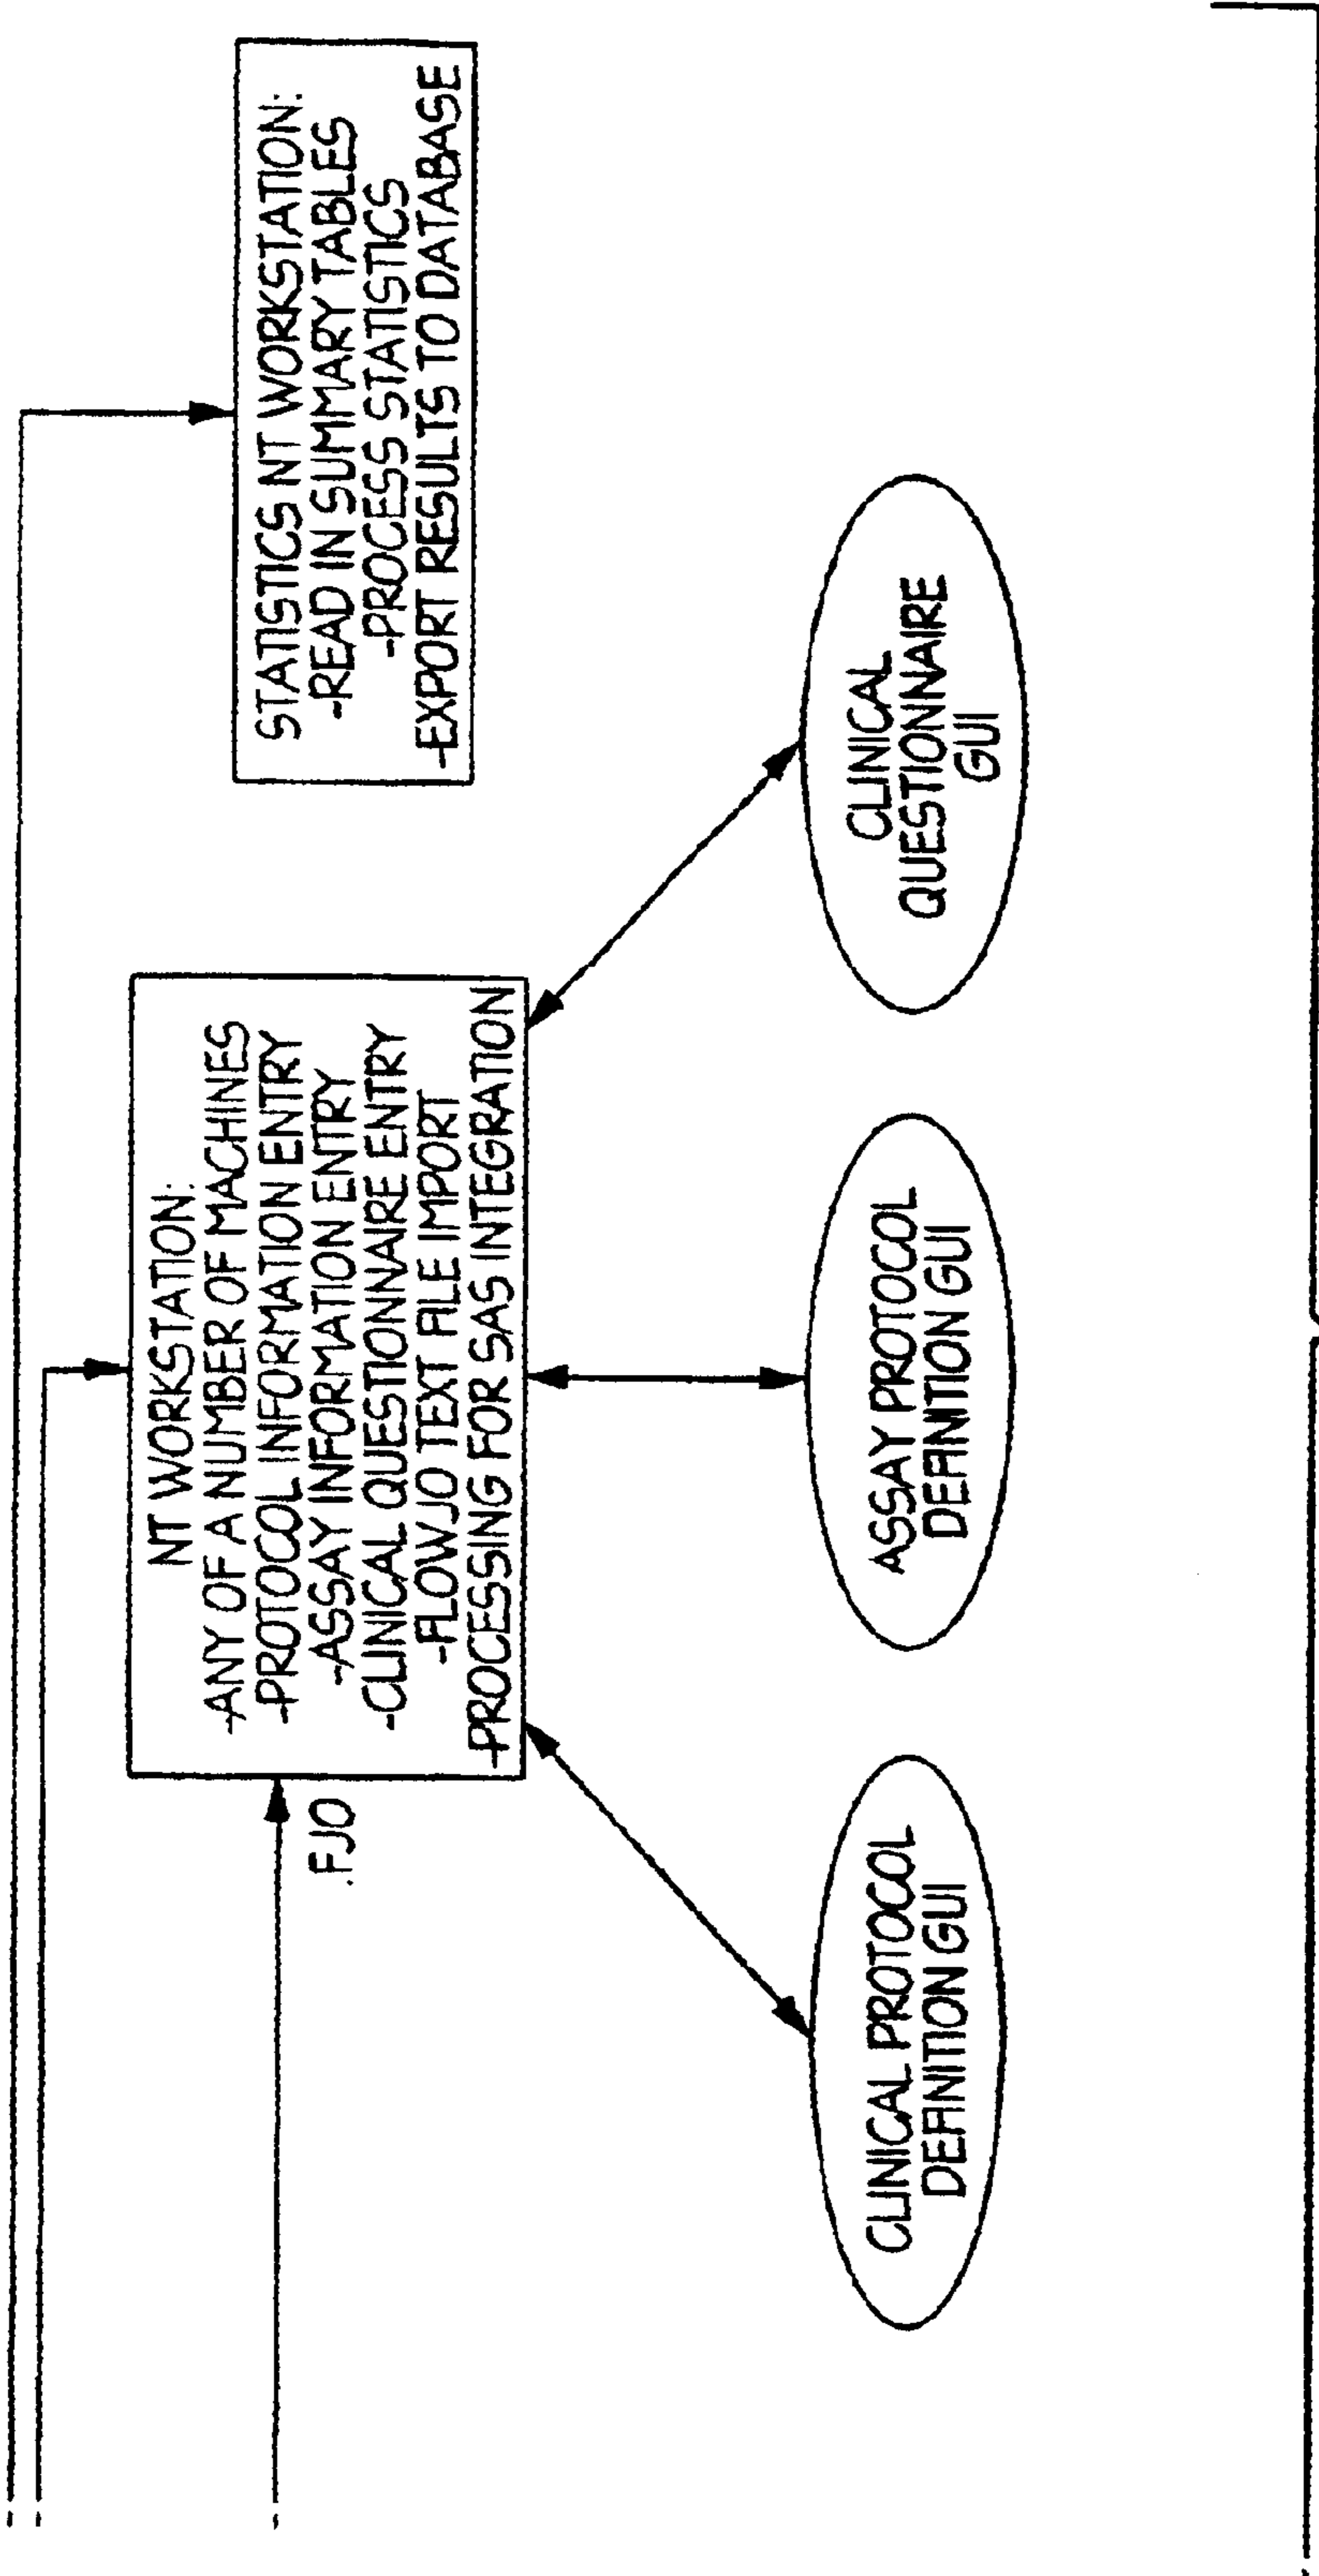 STATISTICS NT WORKSTATION:
-READ IN SUMMARY TABLES
-PROCESS STATISTICS
-EXPORT RESULTS TO DATABASE
NT WORKSTATION:
-ANY OF A NUMBER OF MACHINES
-PROTOCOL INFORMATION ENTRY
-ASSAY INFORMATION ENTRY
-CLINICAL QUESTIONNAIRE ENTRY
-FLOWJO TEXT FILE IMPORT
-PROCESSING FOR SAS INTEGRATION
.FJO
CLINICAL PROTOCOL
DEFINITION GUI
ASSAY PROTOCOL
DEFINITION GUI
CLINICAL
QUESTIONNAIRE
GUI